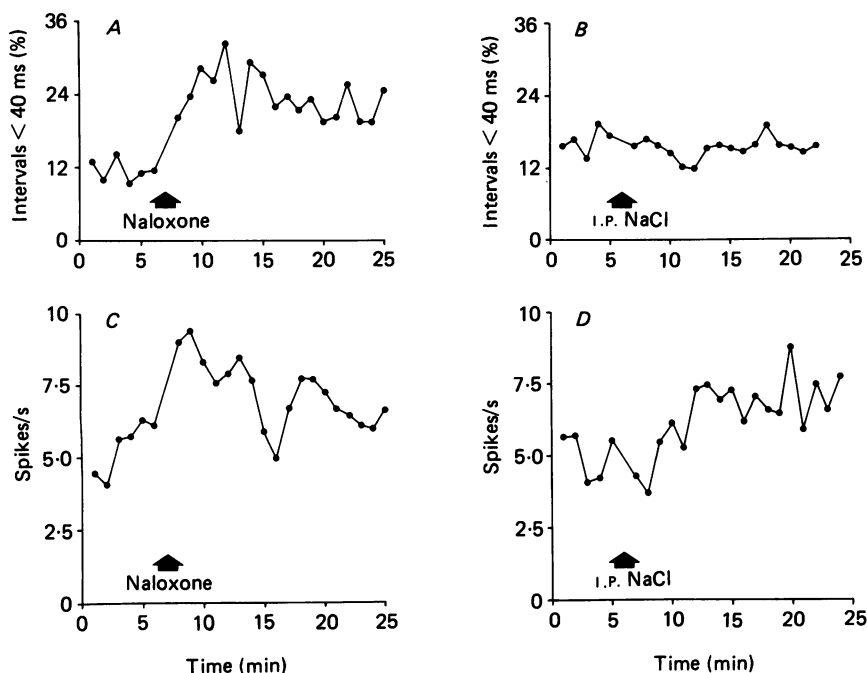 A
Intervals < 40 ms (%)
36
24
12
0
Naloxone
0 5 10 15 20 25
B
Intervals < 40 ms (%)
36
24
12
0
I.P. NaCl
0 5 10 15 20 25
C
Spikes/s
10
7·5
5·0
2·5
0
Naloxone
0 5 10 15 20 25
Time (min)
D
Spikes/s
10
7·5
5·0
2·5
0
I.P. NaCl
0 5 10 15 20 25
Time (min)